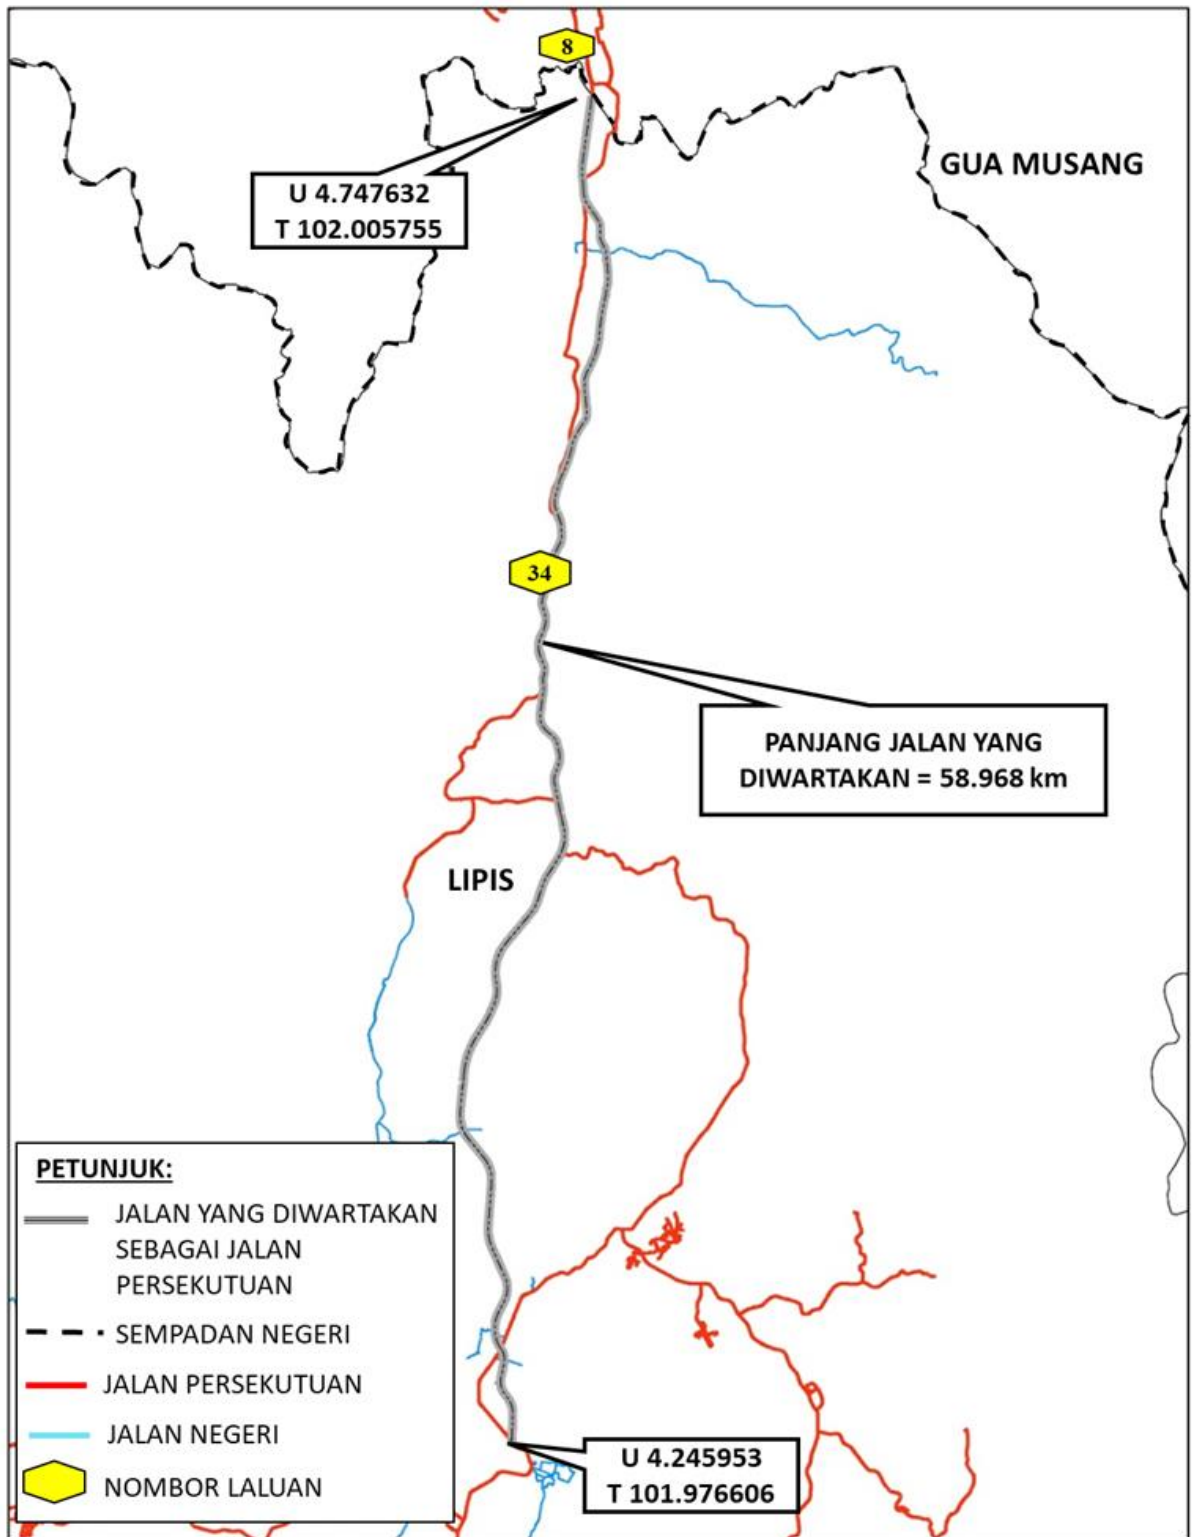 8
GUA MUSANG
U 4.747632
T 102.005755
34
PANJANG JALAN YANG
DIWARTAKAN = 58.968 km
LIPIS
PETUNJUK:
JALAN YANG DIWARTAKAN
SEBAGAI JALAN
PERSEKUTUAN
SEMPADAN NEGERI
JALAN PERSEKUTUAN
JALAN NEGERI
NOMBOR LALUAN
U 4.245953
T 101.976606